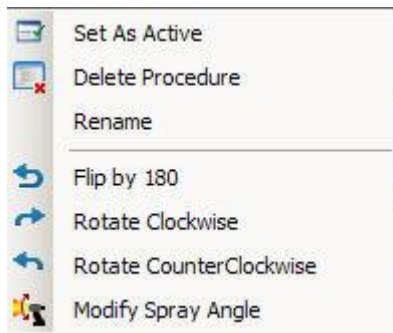 Set As Active
Delete Procedure
Rename
Flip by 180
Rotate Clockwise
Rotate CounterClockwise
Modify Spray Angle